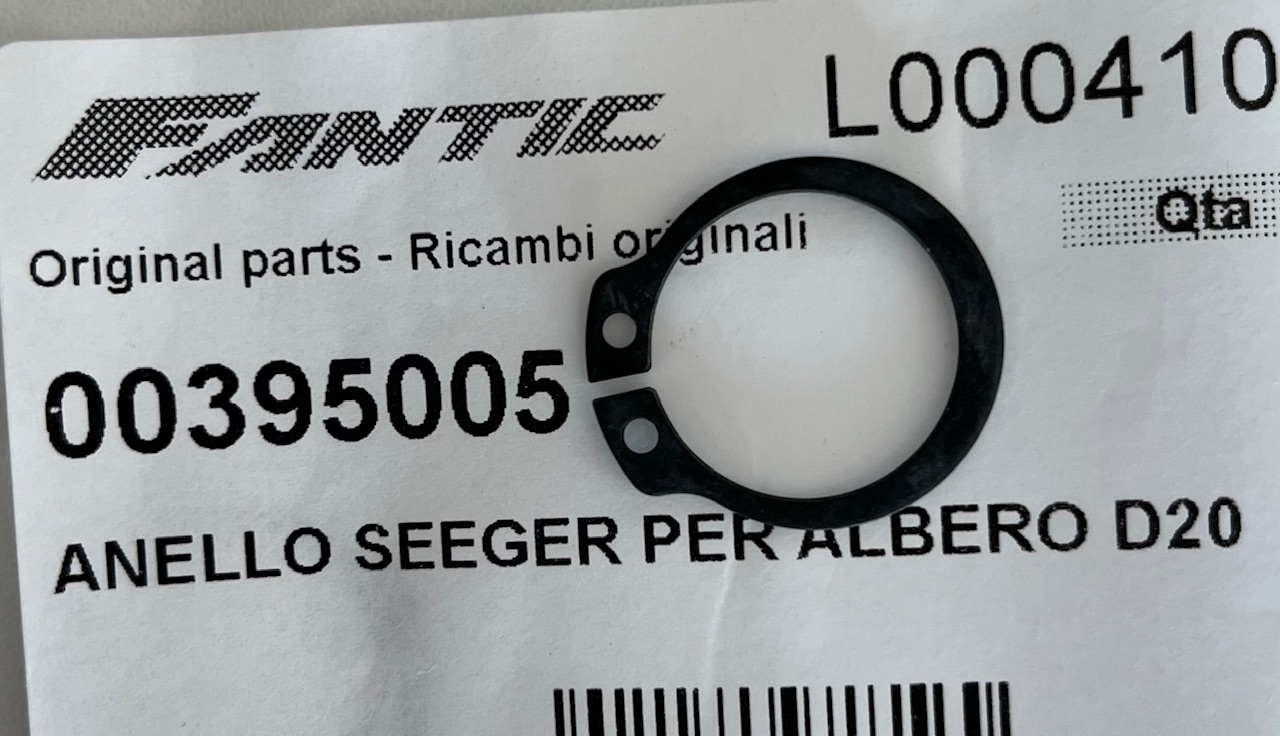 FANTIC
L000410
Qta
Original parts - Ricambi originali
00395005
ANELLO SEEGER PER ALBERO D20